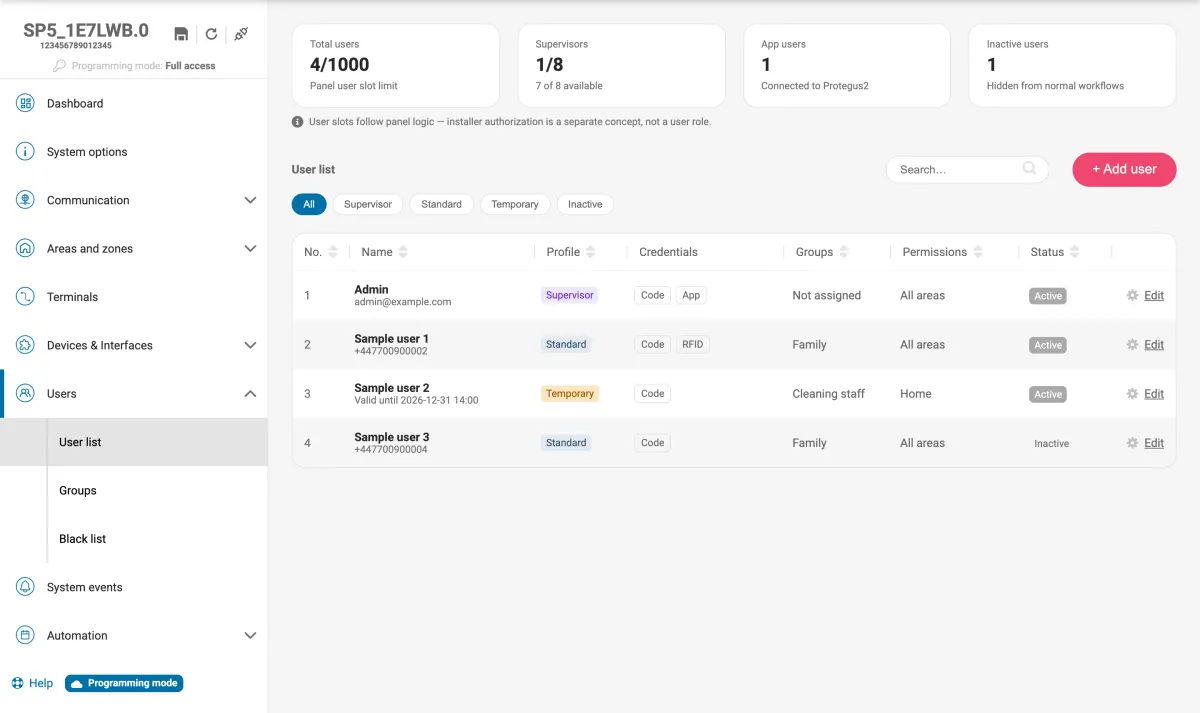 SP5_1E7LWB.0
123456789012345
Programming mode: Full access
Dashboard
System options
Communication
Areas and zones
Terminals
Devices & Interfaces
Users
User list
Groups
Black list
System events
Automation
Help
Programming mode
Total users
4/1000
Panel user slot limit
Supervisors
1/8
7 of 8 available
App users
1
Connected to Protegus2
Inactive users
1
Hidden from normal workflows
User slots follow panel logic — installer authorization is a separate concept, not a user role.
User list
Search...
+ Add user
All Supervisor Standard Temporary Inactive
No. Name Profile Credentials Groups Permissions Status
1 Admin Supervisor Code App Not assigned All areas Active Edit
admin@example.com
2 Sample user 1 Standard Code RFID Family All areas Active Edit
+447700900002
3 Sample user 2 Temporary Code Cleaning staff Home Active Edit
Valid until 2026-12-31 14:00
4 Sample user 3 Standard Code Family All areas Inactive Edit
+447700900004